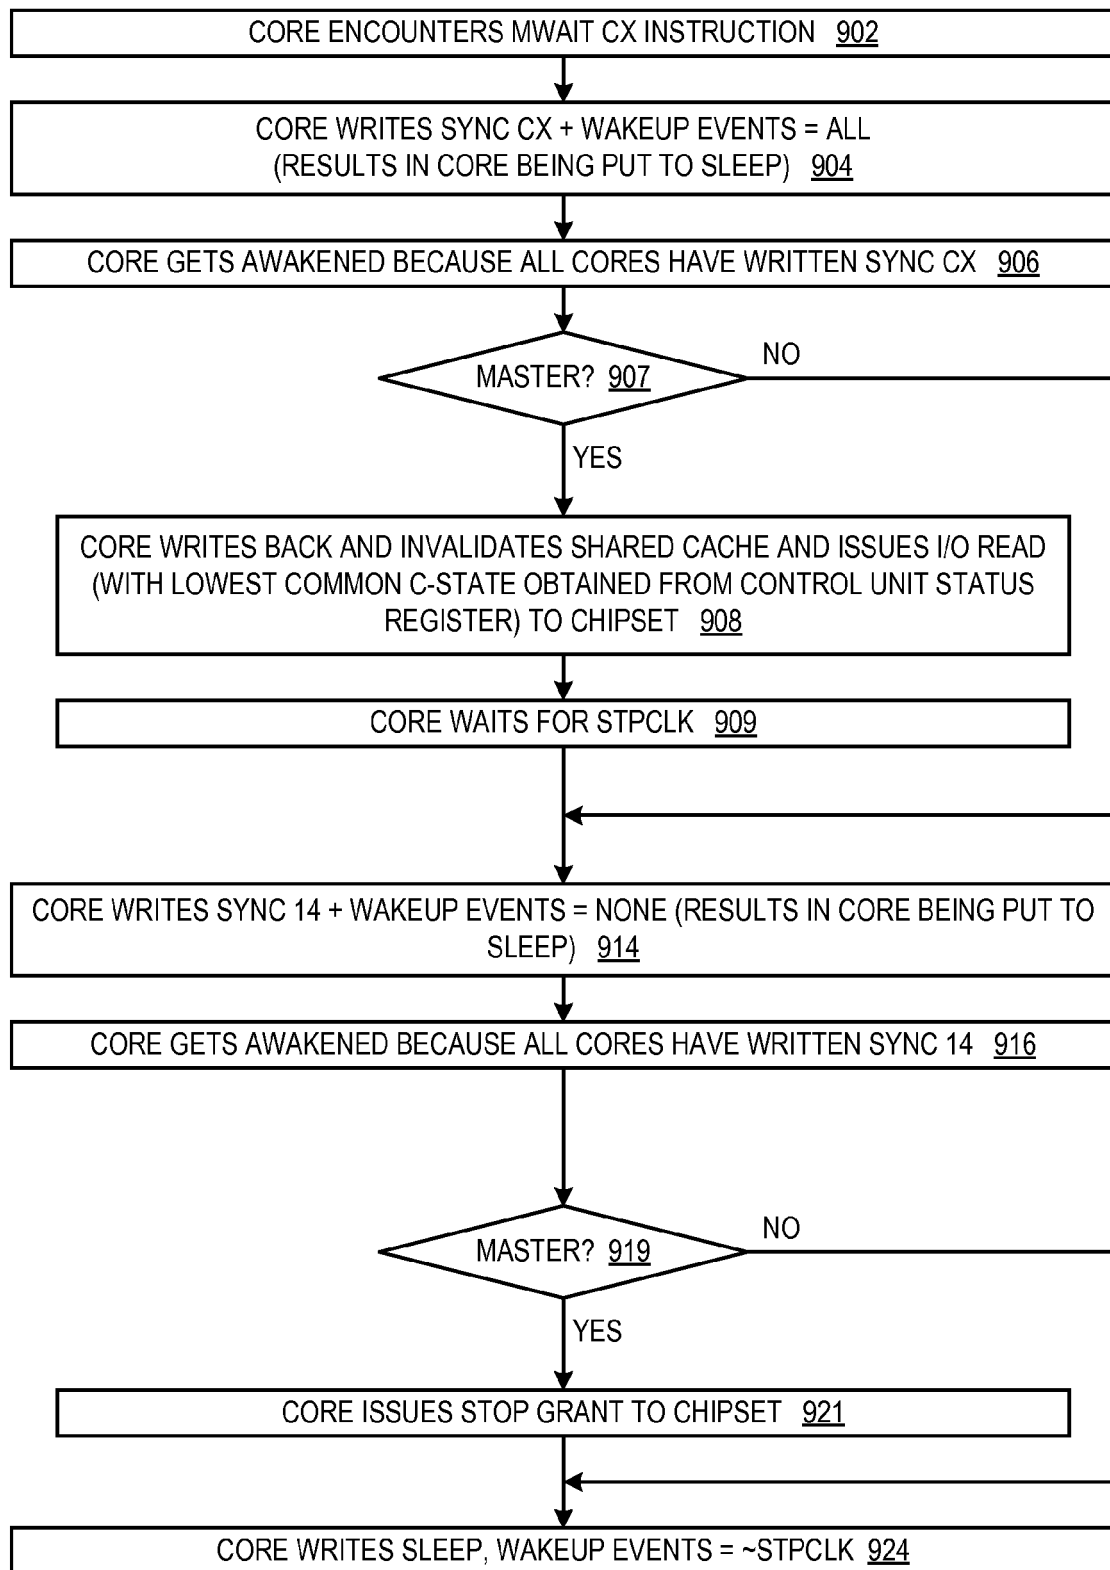 CORE ENCOUNTERS MWAIT CX INSTRUCTION 902
CORE WRITES SYNC CX + WAKEUP EVENTS = ALL
(RESULTS IN CORE BEING PUT TO SLEEP) 904
CORE GETS AWAKENED BECAUSE ALL CORES HAVE WRITTEN SYNC CX 906
MASTER? 907
NO
YES
CORE WRITES BACK AND INVALIDATES SHARED CACHE AND ISSUES I/O READ
(WITH LOWEST COMMON C-STATE OBTAINED FROM CONTROL UNIT STATUS
REGISTER) TO CHIPSET 908
CORE WAITS FOR STPCLK 909
CORE WRITES SYNC 14 + WAKEUP EVENTS = NONE (RESULTS IN CORE BEING PUT TO
SLEEP) 914
CORE GETS AWAKENED BECAUSE ALL CORES HAVE WRITTEN SYNC 14 916
MASTER? 919
NO
YES
CORE ISSUES STOP GRANT TO CHIPSET 921
CORE WRITES SLEEP, WAKEUP EVENTS = ~STPCLK 924